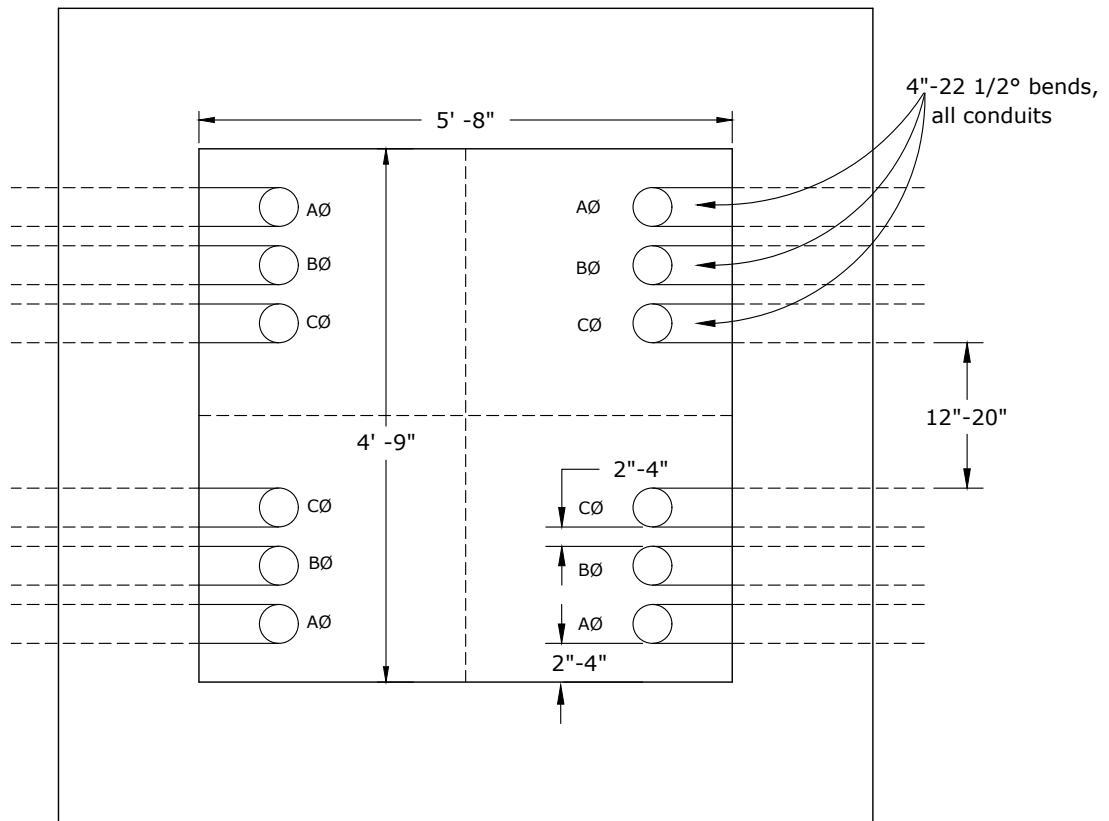 4"-22 1/2° bends,
all conduits
5' -8"
AØ
AØ
BØ
BØ
CØ
CØ
12"-20"
4' -9"
2"-4"
CØ
CØ
BØ
BØ
AØ
AØ
2"-4"